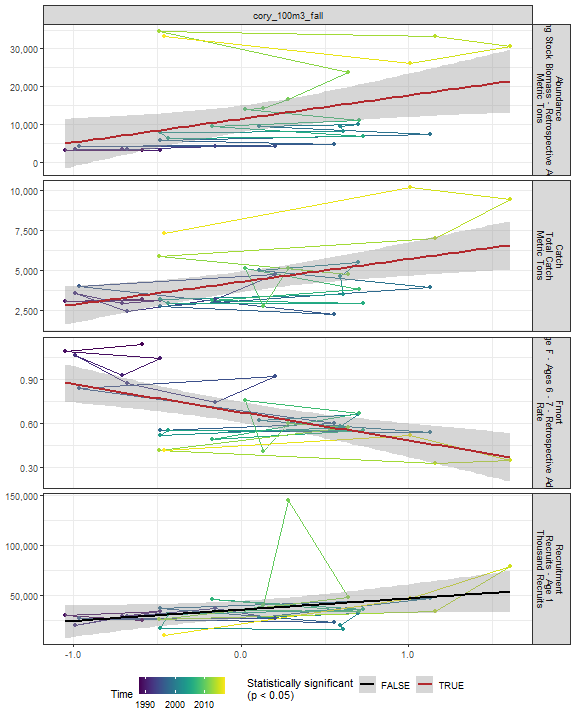 cory_100m3_fall
30,000
20,000
10,000
0
Abundance
Stock Biomass - Retrospective
Metric Tons
10,000
7,500
5,000
2,500
Catch
Total Catch
Metric Tons
0.90
0.60
0.30
Fmort
F - Ages 6 - 7 - Retrospective
Rate
150,000
100,000
50,000
Recruitment
Recruits - Age 1
Thousand Recruits
-1.0
0.0
1.0
Time
1990
2000
2010
Statistically significant
(p < 0.05)
FALSE
TRUE